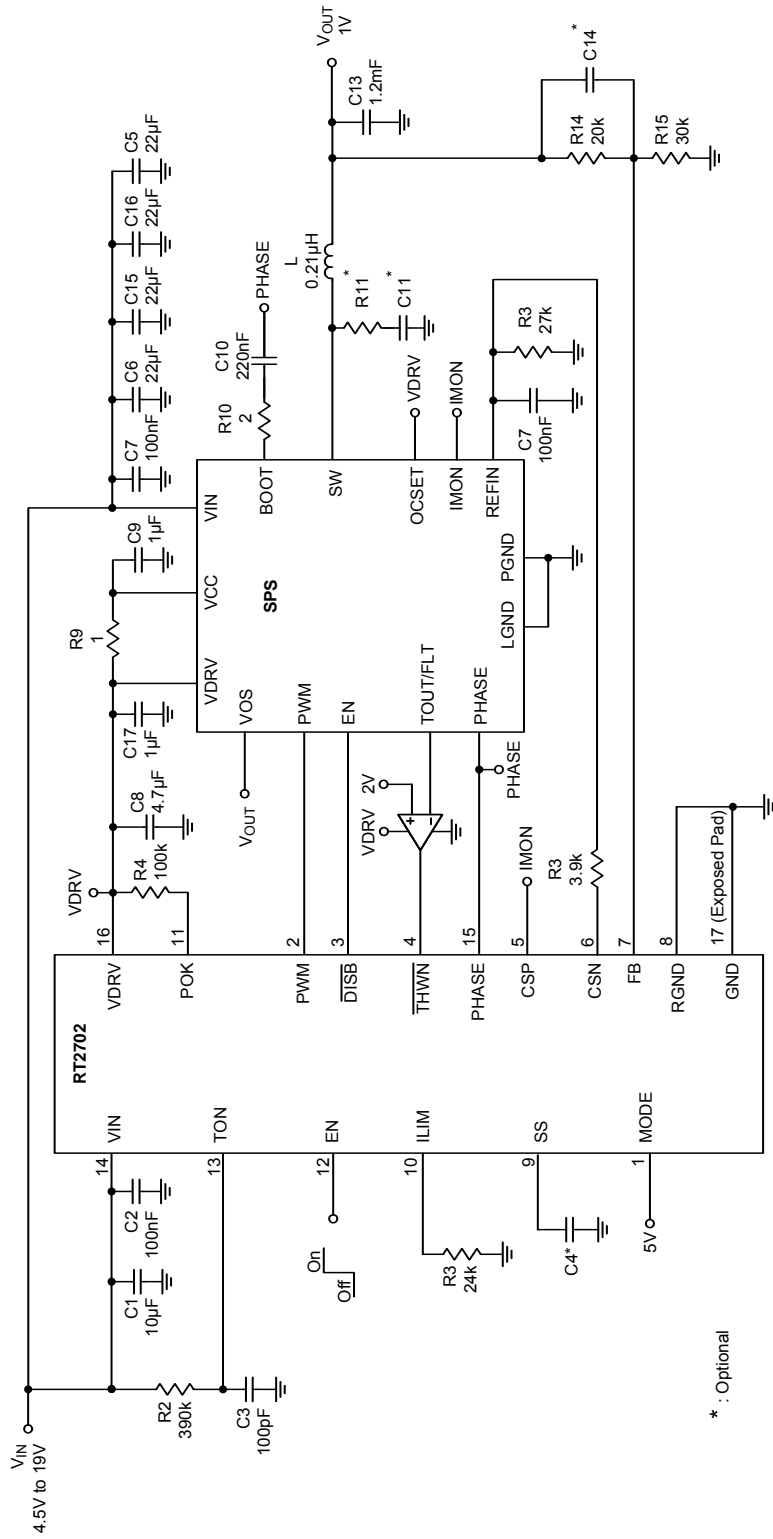 V_IN
4.5V to 19V
R2
390k
C3
100pF
C1
10µF
C2
100nF
On
Off
R3
24k
C4*
5V
* : Optional
RT2702
14
VIN
13
TON
12
EN
10
ILIM
9
SS
1
MODE
VDRV
16
POK
11
PWM
2
DISB
3
THWN
4
PHASE
15
CSP
5
CSN
6
FB
7
RGND
8
GND
17 (Exposed Pad)
VDRV
R4
100k
C8
4.7µF
C17
1µF
R9
1
C9
1µF
VDRV
2V
+
−
PHASE
IMON
R3
3.9k
V_OUT
SPS
VDRV
VCC
VIN
VOS
PWM
EN
TOUT/FLT
PHASE
LGND
PGND
BOOT
SW
OCSET
IMON
REFIN
C7
100nF
C6
22µF
C15
22µF
C16
22µF
C5
22µF
R10
2
C10
220nF
PHASE
L
0.21µH
R11
*
C11
*
VDRV
IMON
C7
100nF
R3
27k
V_OUT
1V
C13
1.2mF
C14
*
R14
20k
R15
30k